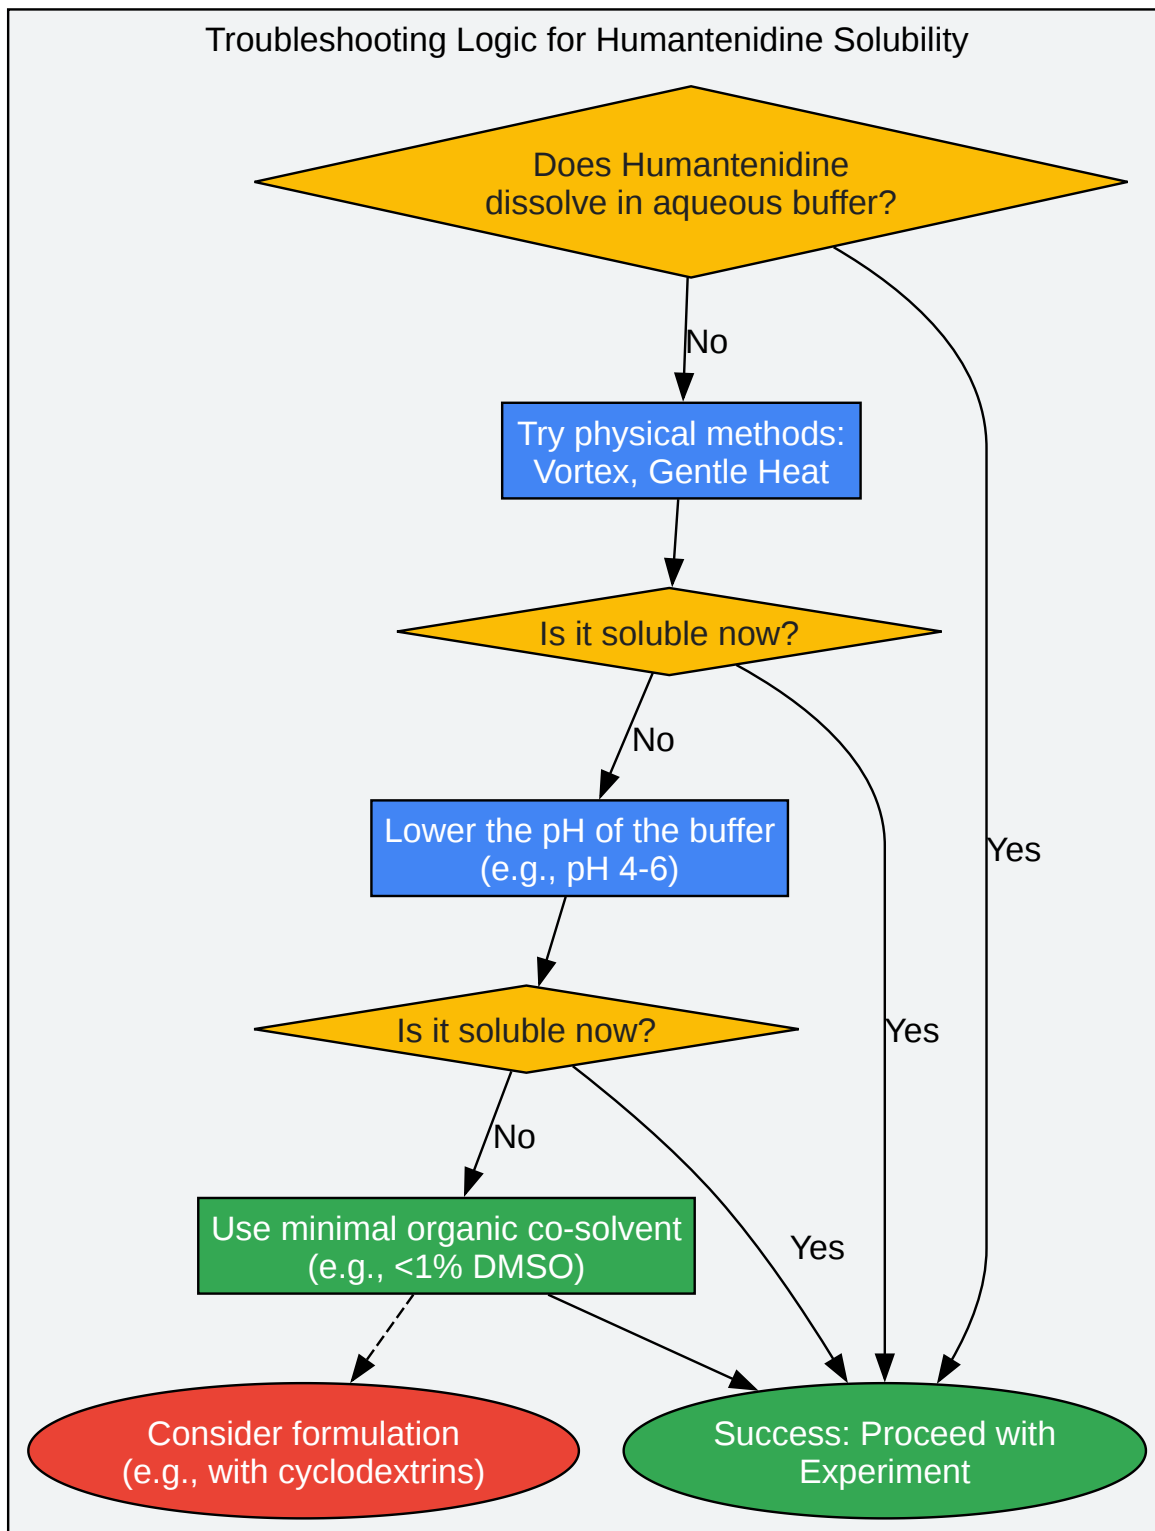 Troubleshooting Logic for Humantenidine Solubility
Does Humantenidine
dissolve in aqueous buffer?
No
Try physical methods:
Vortex, Gentle Heat
Is it soluble now?
No
Lower the pH of the buffer
(e.g., pH 4-6)
Yes
Is it soluble now?
Yes
No
Use minimal organic co-solvent
(e.g., <1% DMSO)
Yes
Consider formulation
(e.g., with cyclodextrins)
Success: Proceed with
Experiment